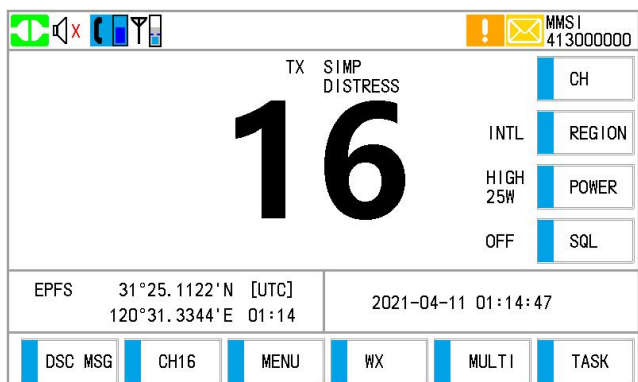 MMSI
413000000
TX SIMP
DISTRESS
CH
16
INTL REGION
HIGH
25W
POWER
OFF SQL
EPFS 31°25.1122'N [UTC]
120°31.3344'E 01:14
2021-04-11 01:14:47
DSC MSG CH16 MENU WX MULTI TASK